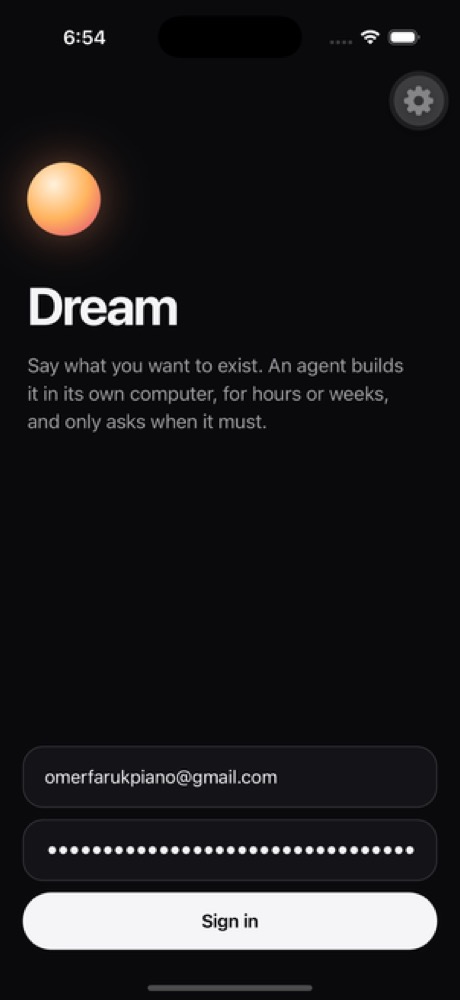 6:54
Dream
Say what you want to exist. An agent builds
it in its own computer, for hours or weeks,
and only asks when it must.
omerfarukpiano@gmail.com
Sign in